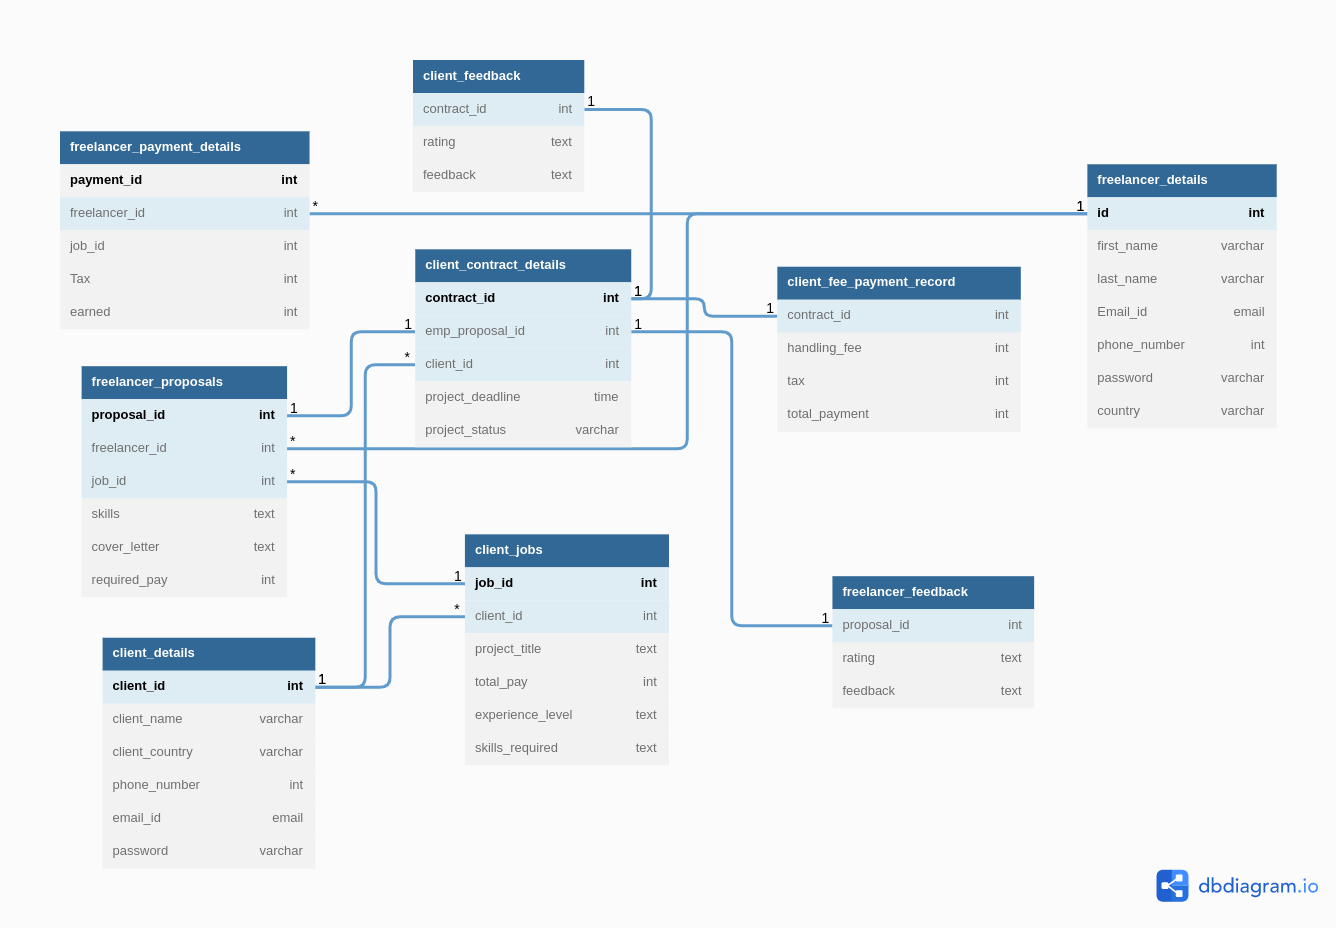 client_feedback
contract_id int
rating text
feedback text
1
freelancer_payment_details
payment_id int
freelancer_id int
job_id int
Tax int
earned int
*
freelancer_details
id int
first_name varchar
last_name varchar
Email_id email
phone_number int
password varchar
country varchar
1
client_contract_details
contract_id int
emp_proposal_id int
client_id int
project_deadline time
project_status varchar
1
1
1
*
client_fee_payment_record
contract_id int
handling_fee int
tax int
total_payment int
1
freelancer_proposals
proposal_id int
freelancer_id int
job_id int
skills text
cover_letter text
required_pay int
1
*
*
client_jobs
job_id int
client_id int
project_title text
total_pay int
experience_level text
skills_required text
1
*
freelancer_feedback
proposal_id int
rating text
feedback text
1
client_details
client_id int
client_name varchar
client_country varchar
phone_number int
email_id email
password varchar
1
dbdiagram.io